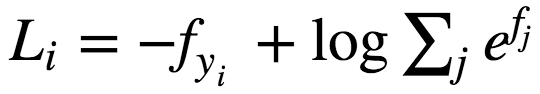 L_i = −f_{y_i} + log ∑_j e^{f_j}